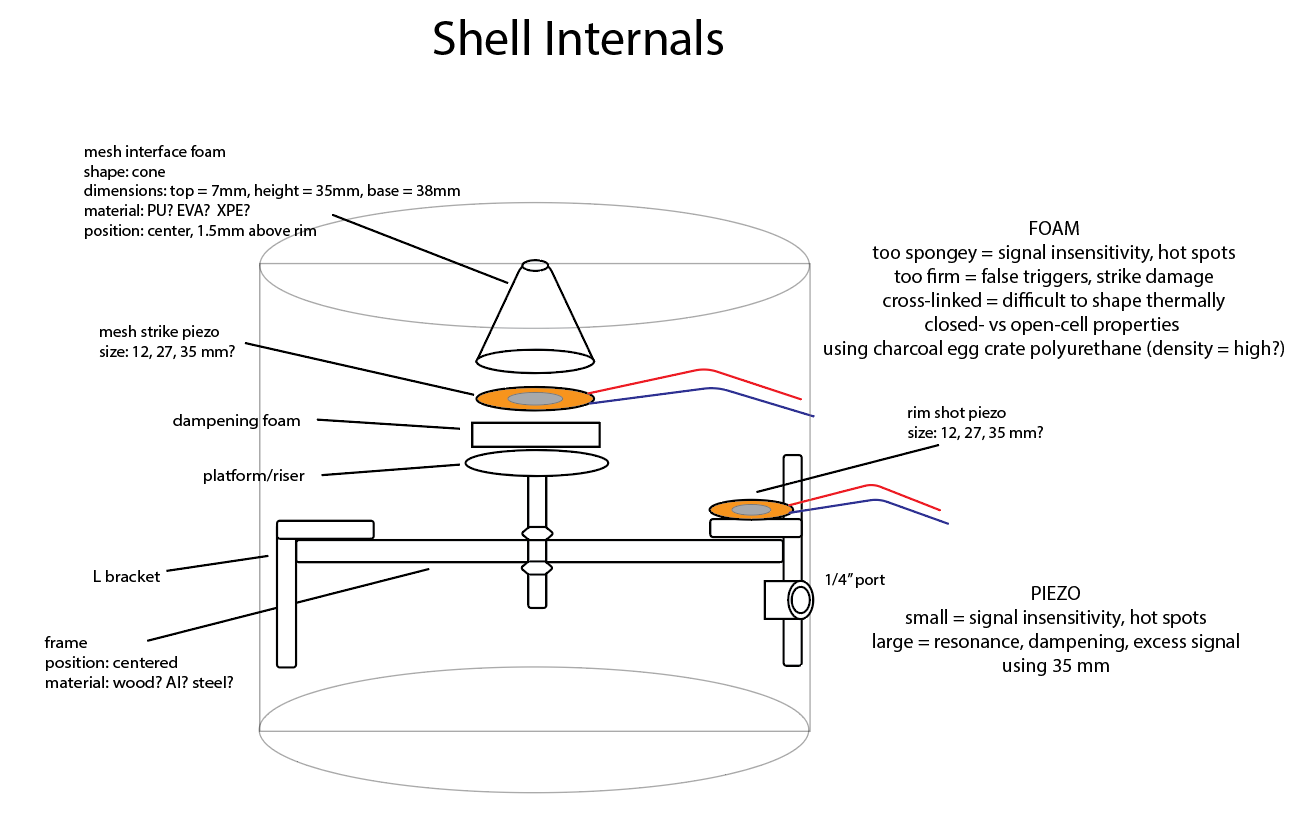 Shell Internals
mesh interface foam
shape: cone
dimensions: top = 7mm, height = 35mm, base = 38mm
material: PU? EVA?  XPE?
position: center, 1.5mm above rim
FOAM
too spongey = signal insensitivity, hot spots
too firm = false triggers, strike damage
cross-linked = difficult to shape thermally
closed- vs open-cell properties
using charcoal egg crate polyurethane (density = high?)
mesh strike piezo
size: 12, 27, 35 mm?
dampening foam
platform/riser
rim shot piezo
size: 12, 27, 35 mm?
L bracket
1/4" port
frame
position: centered
material: wood? Al? steel?
PIEZO
small = signal insensitivity, hot spots
large = resonance, dampening, excess signal
using 35 mm